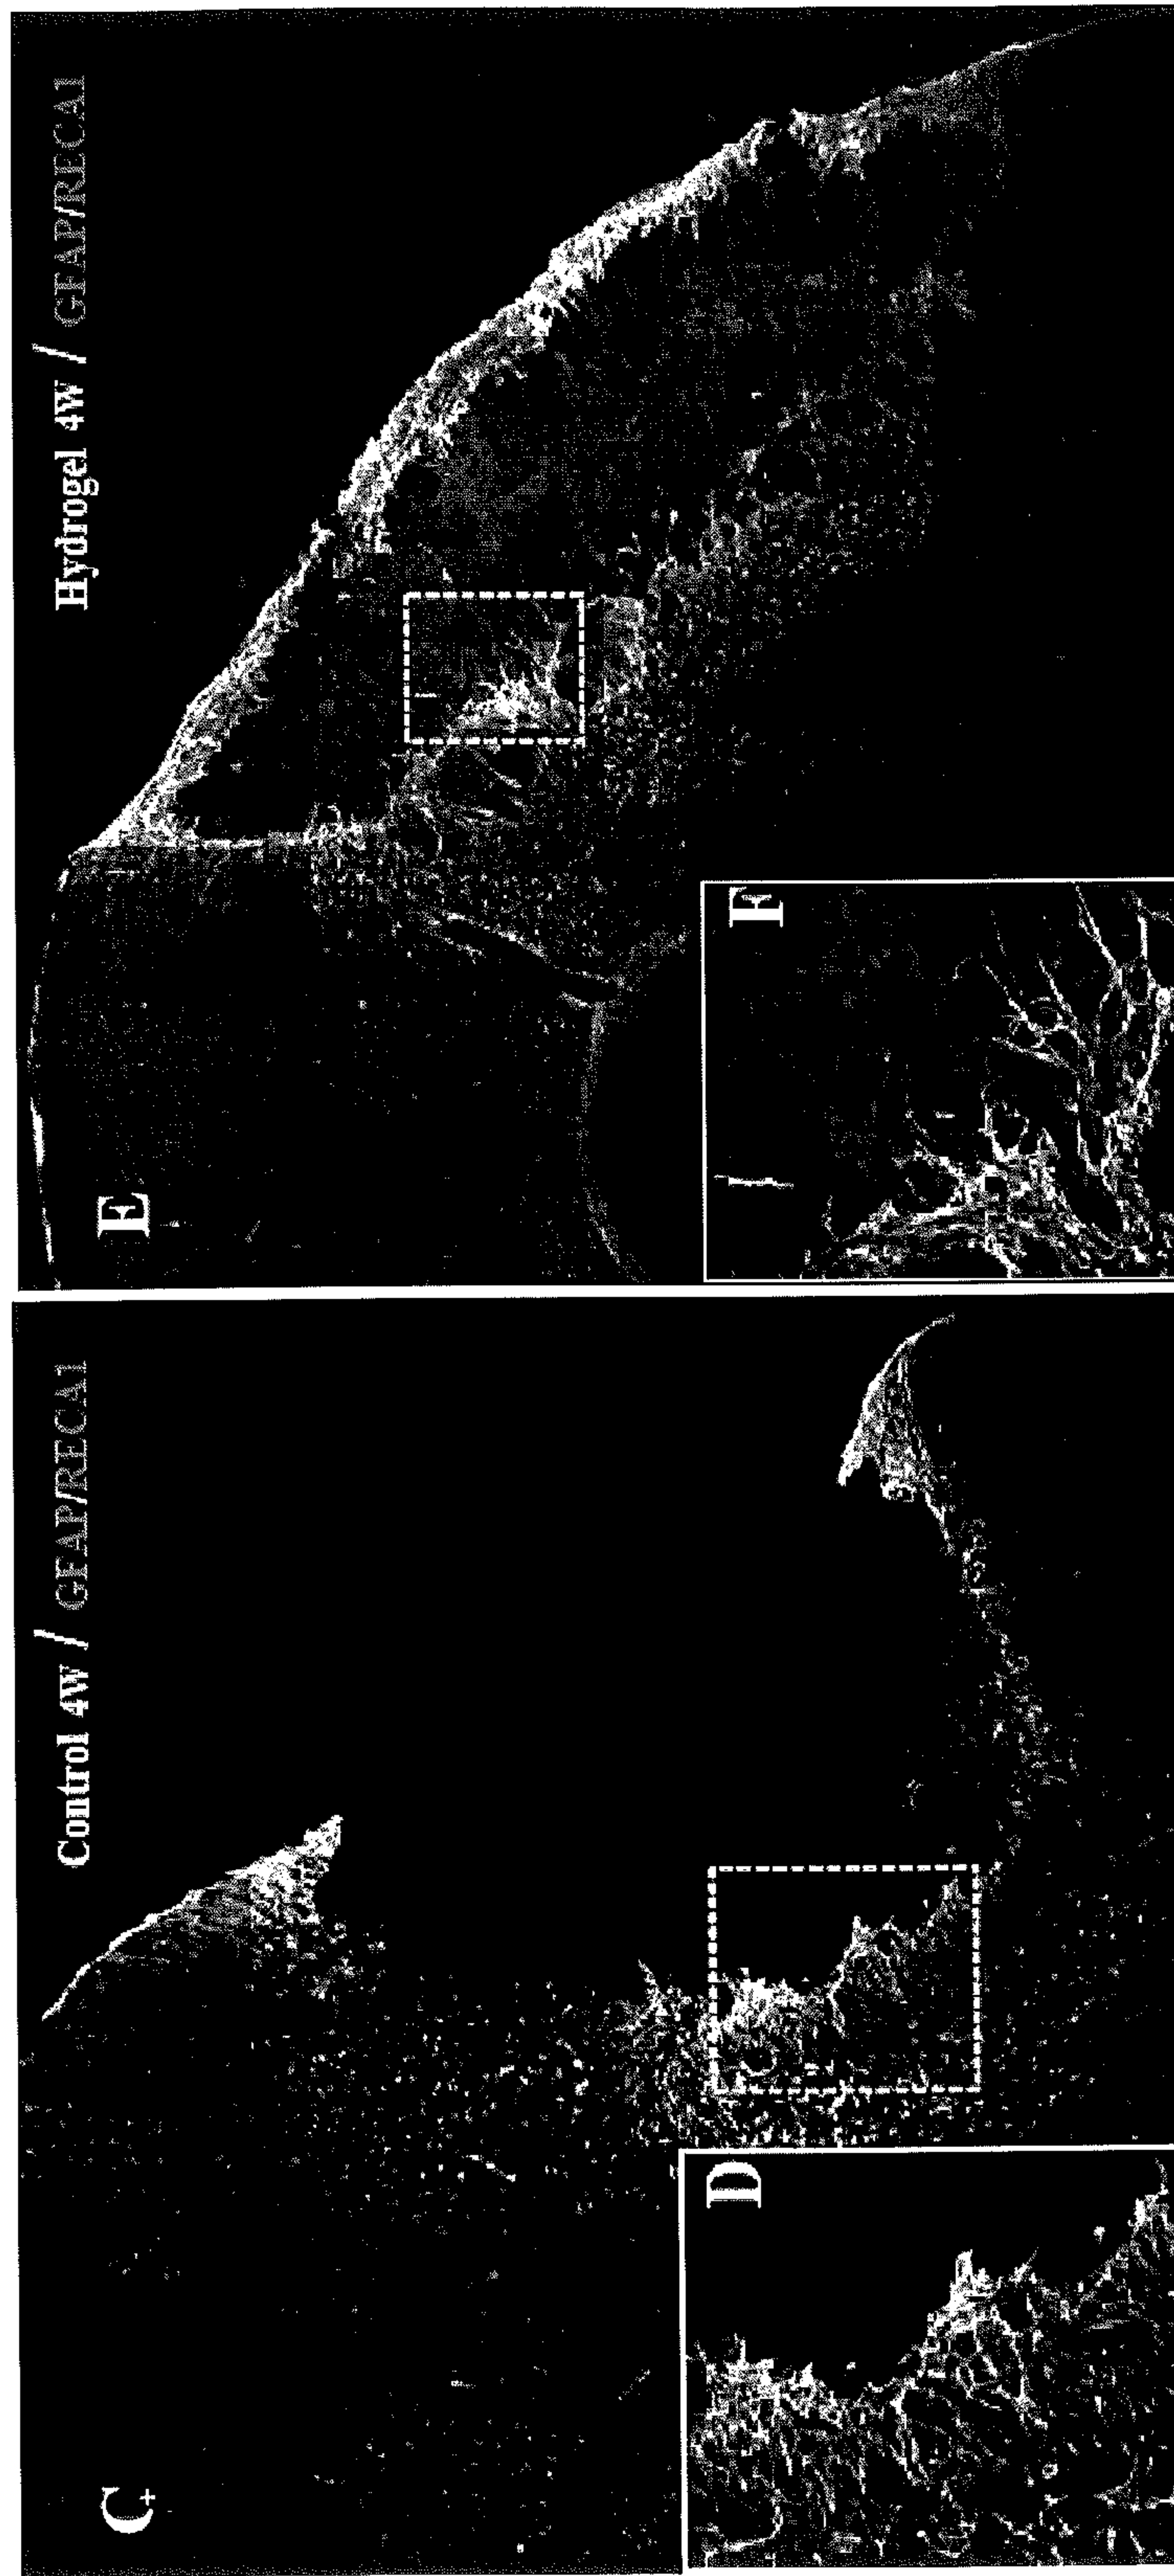 C
Control 4W / GFAP/RECA1
D
E
Hydrogel 4W / GFAP/RECA1
F